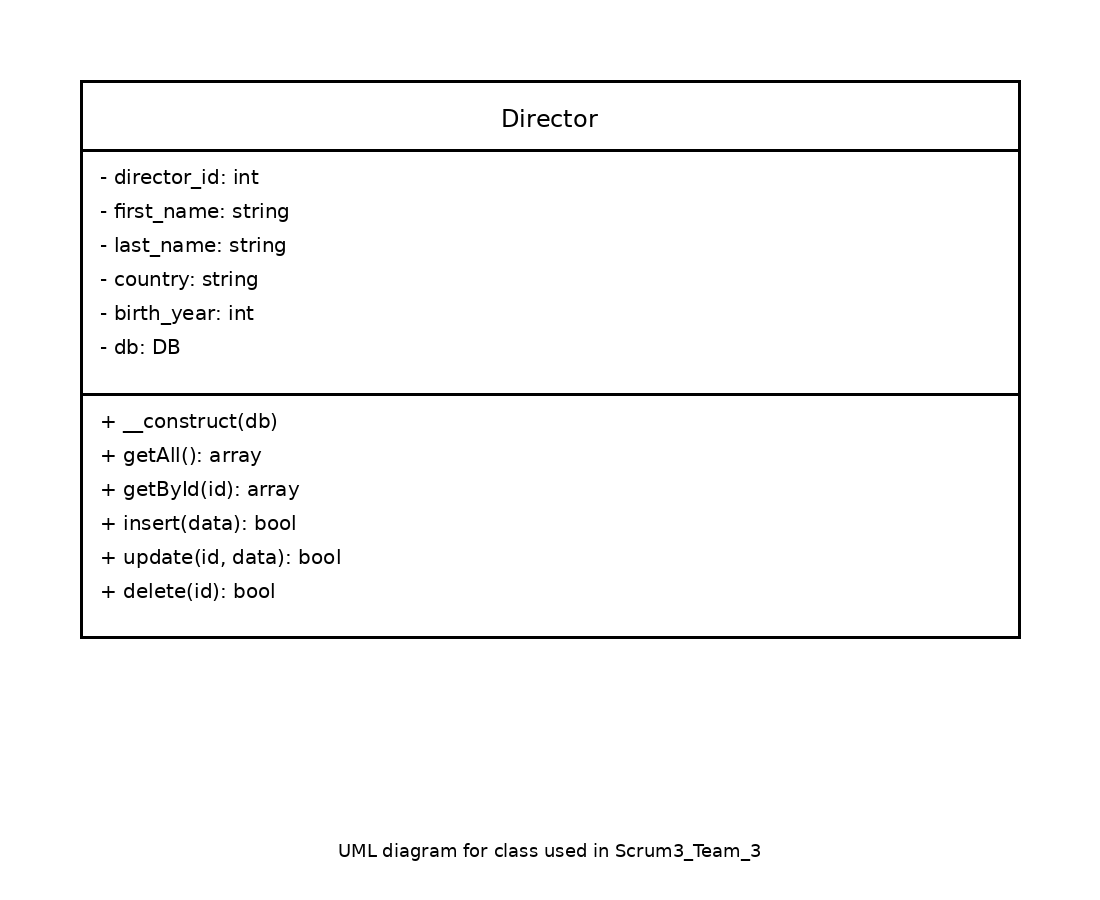 Director
- director_id: int
- first_name: string
- last_name: string
- country: string
- birth_year: int
- db: DB
+ __construct(db)
+ getAll(): array
+ getById(id): array
+ insert(data): bool
+ update(id, data): bool
+ delete(id): bool
UML diagram for class used in Scrum3_Team_3